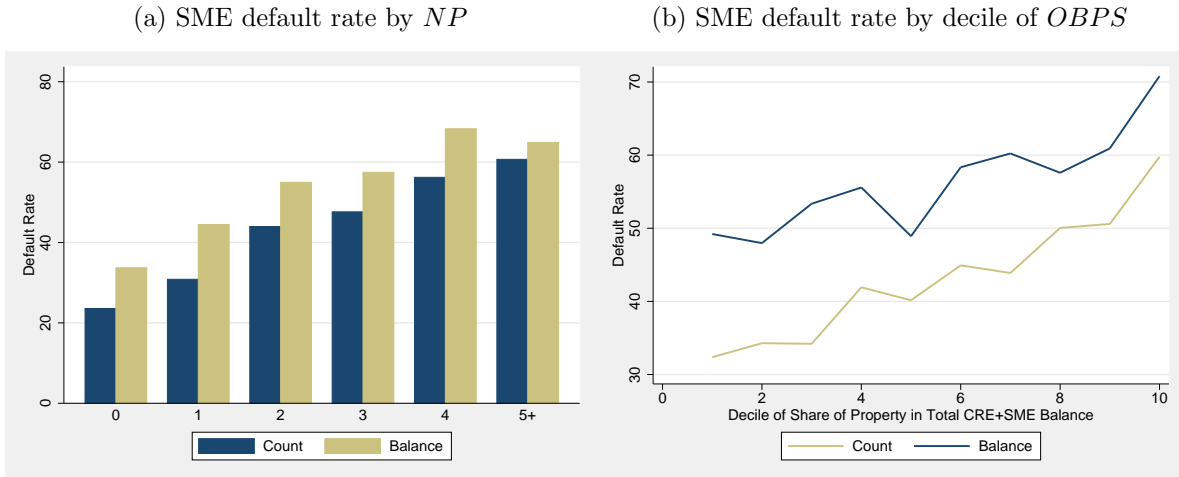 (a) SME default rate by NP
80
60
40
20
0
Default Rate
0 1 2 3 4 5+
Count Balance
(b) SME default rate by decile of OBPS
70
60
50
40
30
Default Rate
0 2 4 6 8 10
Decile of Share of Property in Total CRE+SME Balance
Count Balance